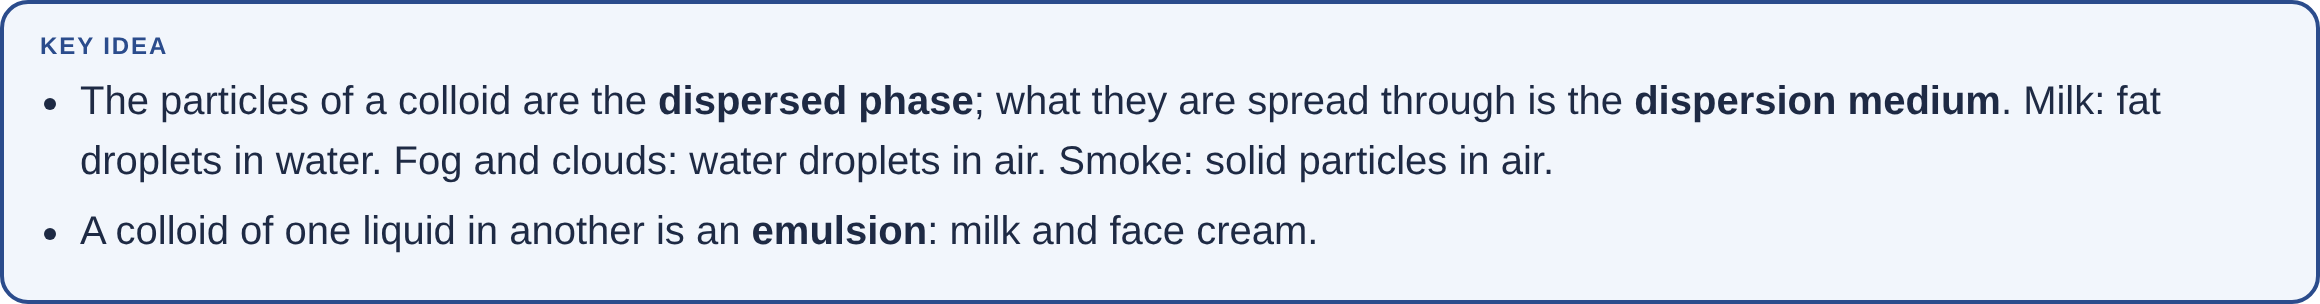 KEY IDEA
• The particles of a colloid are the dispersed phase; what they are spread through is the dispersion medium. Milk: fat
droplets in water. Fog and clouds: water droplets in air. Smoke: solid particles in air.
• A colloid of one liquid in another is an emulsion: milk and face cream.